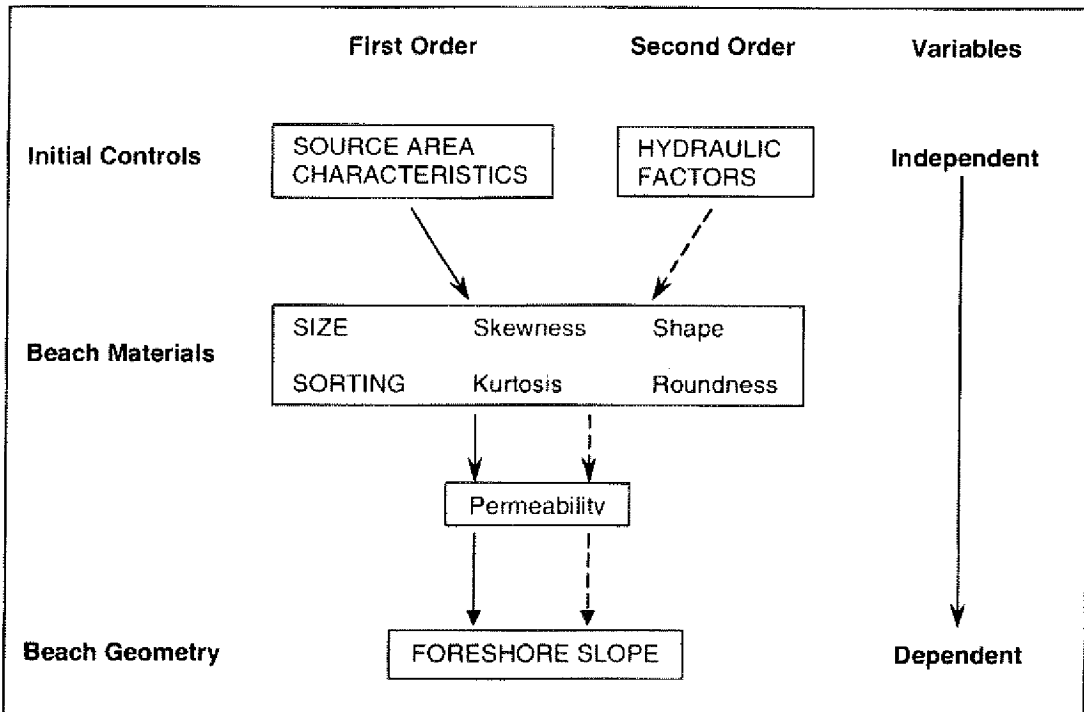 First Order Second Order Variables
Initial Controls SOURCE AREA CHARACTERISTICS HYDRAULIC FACTORS Independent
Beach Materials SIZE Skewness Shape
SORTING Kurtosis Roundness
Permeability
Beach Geometry FORESHORE SLOPE Dependent